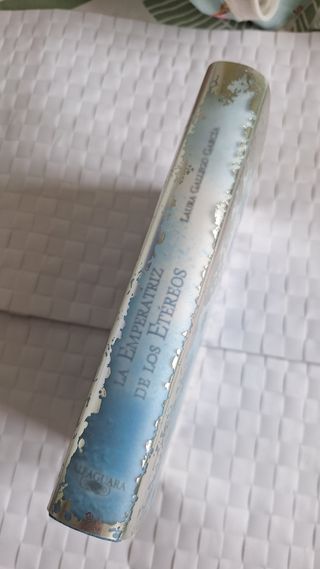 LA EMPERATRIZ
DE LOS ETÉREOS
LAURA GALLEGO GARCÍA
ALFAGUARA